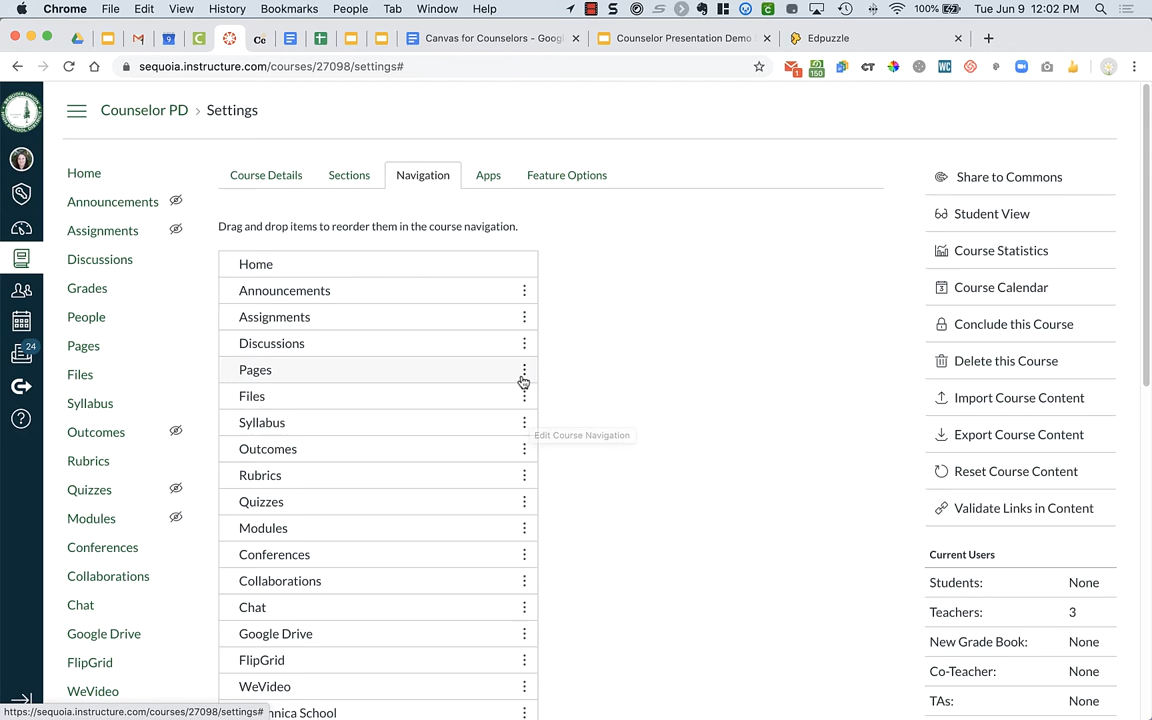 Chrome File Edit View History Bookmarks People Tab Window Help 100% Tue Jun 9 12:02 PM
Canvas for Counselors - Goog Counselor Presentation Demo Edpuzzle
sequoia.instructure.com/courses/27098/settings#
Counselor PD > Settings
Home
Announcements
Assignments
Discussions
Grades
People
Pages
Files
Syllabus
Outcomes
Rubrics
Quizzes
Modules
Conferences
Collaborations
Chat
Google Drive
FlipGrid
WeVideo
24
Course Details Sections Navigation Apps Feature Options
Drag and drop items to reorder them in the course navigation.
Home
Announcements
Assignments
Discussions
Pages
Files
Syllabus
Edit Course Navigation
Outcomes
Rubrics
Quizzes
Modules
Conferences
Collaborations
Chat
Google Drive
FlipGrid
WeVideo
nnica School
Share to Commons
Student View
Course Statistics
Course Calendar
Conclude this Course
Delete this Course
Import Course Content
Export Course Content
Reset Course Content
Validate Links in Content
Current Users
Students: None
Teachers: 3
New Grade Book: None
Co-Teacher: None
TAs: None
https://sequoia.instructure.com/courses/27098/settings#